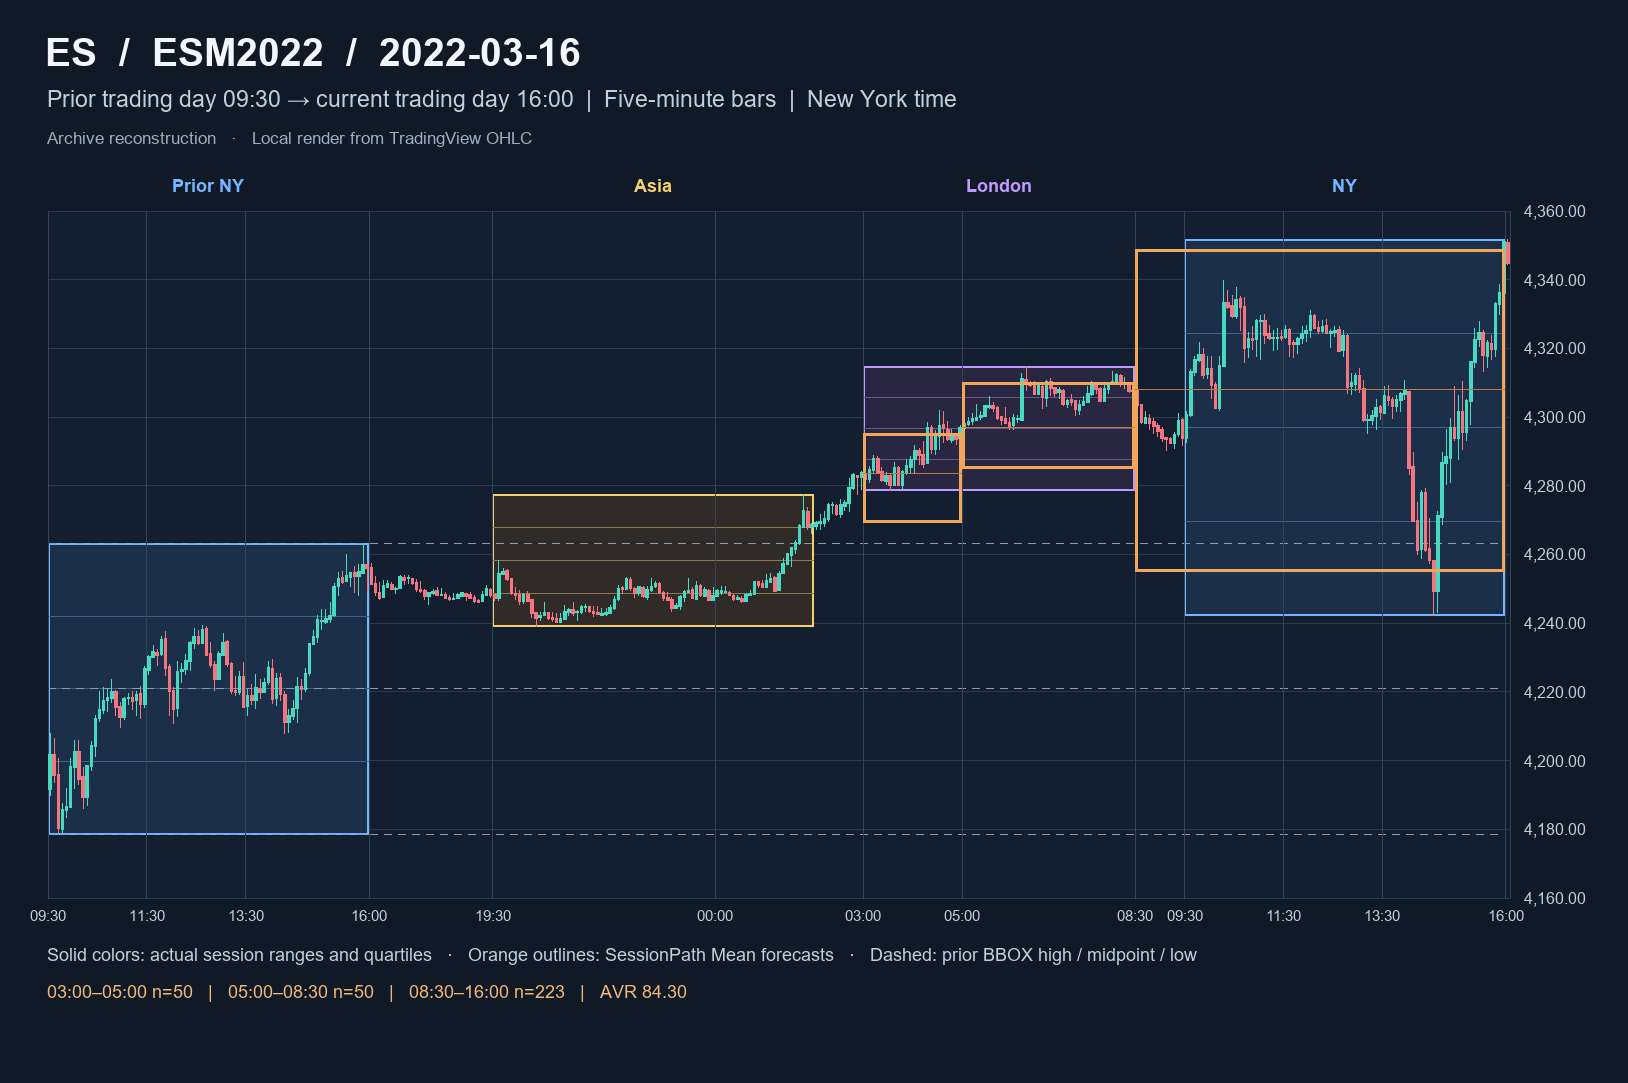 ES / ESM2022 / 2022-03-16
Prior trading day 09:30 → current trading day 16:00 | Five-minute bars | New York time
Archive reconstruction · Local render from TradingView OHLC
Prior NY Asia London NY
4,360.00
4,340.00
4,320.00
4,300.00
4,280.00
4,260.00
4,240.00
4,220.00
4,200.00
4,180.00
4,160.00
09:30 11:30 13:30 16:00 19:30 00:00 03:00 05:00 08:30 09:30 11:30 13:30 16:00
Solid colors: actual session ranges and quartiles · Orange outlines: SessionPath Mean forecasts · Dashed: prior BBOX high / midpoint / low
03:00–05:00 n=50 | 05:00–08:30 n=50 | 08:30–16:00 n=223 | AVR 84.30